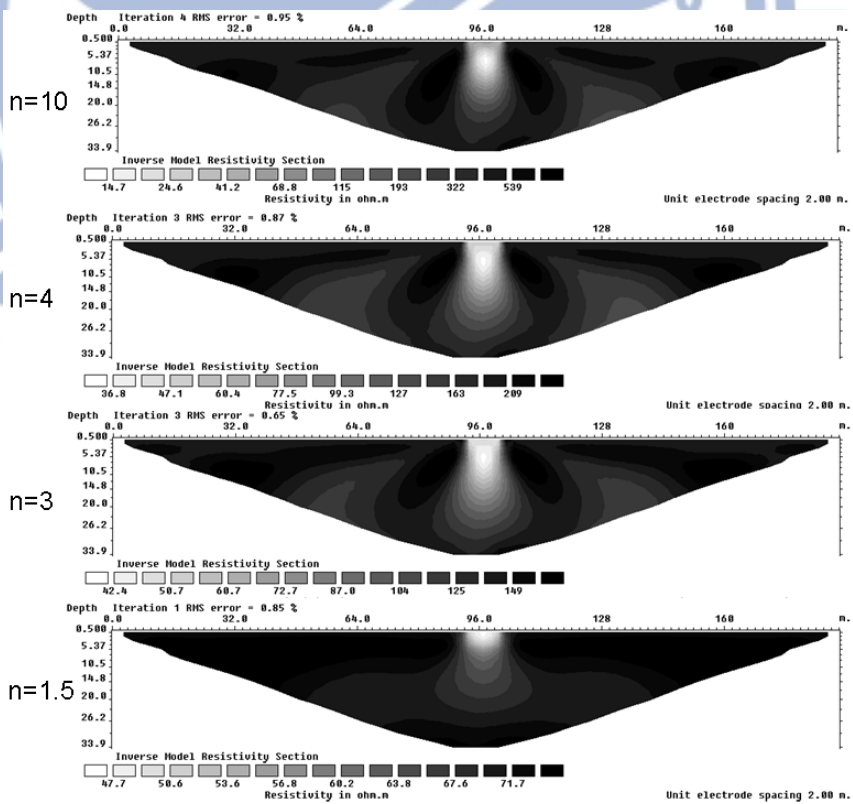 Depth Iteration 4 RMS error = 0.95 %
0.0 32.0 64.0 96.0 128 160 m.
0.500
5.37
10.5
14.8
20.0
26.2
33.9
n=10
Inverse Model Resistivity Section
14.7 24.6 41.2 68.8 115 193 322 539
Resistivity in ohm.m
Unit electrode spacing 2.00 m.
Depth Iteration 3 RMS error = 0.87 %
0.0 32.0 64.0 96.0 128 160 m.
0.500
5.37
10.5
14.8
20.0
26.2
33.9
n=4
Inverse Model Resistivity Section
36.8 47.1 60.4 77.5 99.3 127 163 209
Resistivity in ohm.m
Unit electrode spacing 2.00 m.
Depth Iteration 3 RMS error = 0.65 %
0.0 32.0 64.0 96.0 128 160 m.
0.500
5.37
10.5
14.8
20.0
26.2
33.9
n=3
Inverse Model Resistivity Section
42.4 50.7 60.7 72.7 87.0 104 125 149
Depth Iteration 1 RMS error = 0.85 %
0.0 32.0 64.0 96.0 128 160 m.
0.500
5.37
10.5
14.8
20.0
26.2
33.9
n=1.5
Inverse Model Resistivity Section
47.7 50.6 53.6 56.8 60.2 63.8 67.6 71.7
Resistivity in ohm.m
Unit electrode spacing 2.00 m.